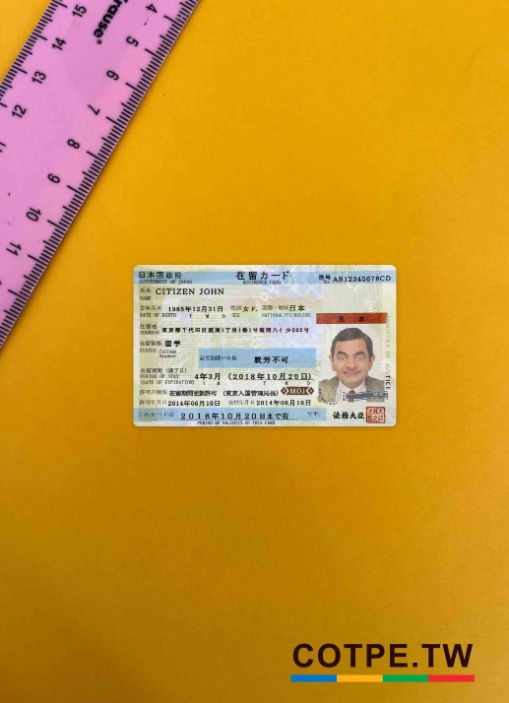 15
14
13
12
11
10
Krause
4
5
6
7
8
9
10
日本国政府 在留カード 番号 AB12345678CD
GOVERNMENT OF JAPAN RESIDENCE CARD No.
氏名 CITIZEN JOHN
NAME
生年月日 1985年12月31日 性別 女 F. 国籍・地域 日本
DATE OF BIRTH Y M D SEX NATIONALITY/REGION
見本
住居地 東京都千代田区霞関1丁目1番1号霞関ハイツ202号
ADDRESS
在留資格 留学
STATUS
就労制限の有無 就労不可
在留期間(満了日)
PERIOD OF STAY 4年3月 (2018年10月20日)
(DATE OF EXPIRATION) Y M D
許可の種類 在留期間更新許可 (東京入国管理局長) MOJ
許可年月日 2014年06月10日 交付年月日 2014年06月10日
このカードは 2018年10月20日まで有 です。 法務大臣
PERIOD OF VALIDITY OF THIS CARD
COTPE.TW